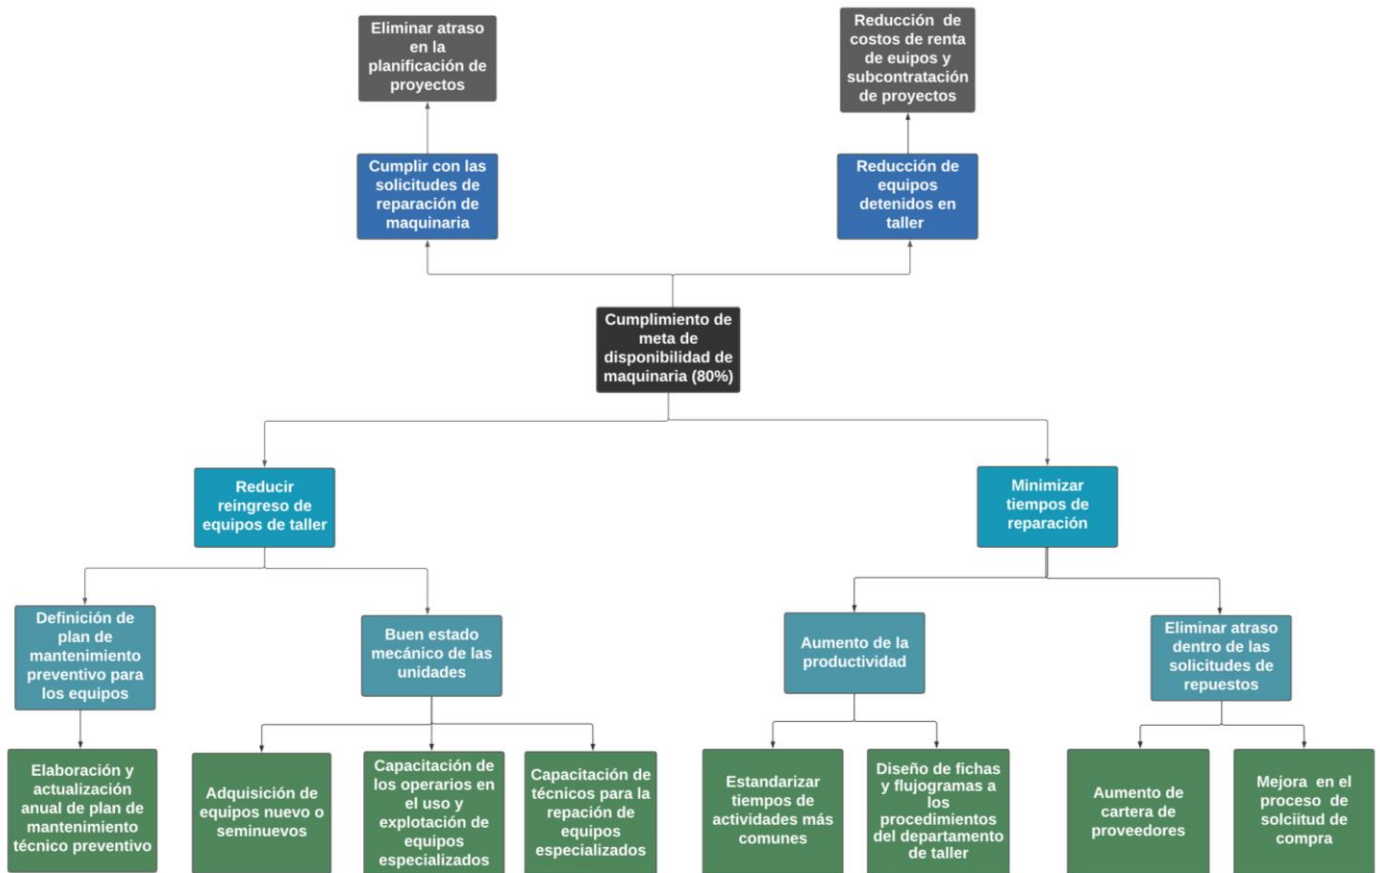 Eliminar atraso
en la
planificación de
proyectos
Reducción de
costos de renta
de euipos y
subcontratación
de proyectos
Cumplir con las
solicitudes de
reparación de
maquinaria
Reducción de
equipos
detenidos en
taller
Cumplimiento de
meta de
disponibilidad de
maquinaria (80%)
Reducir
reingreso de
equipos de taller
Minimizar
tiempos de
reparación
Definición de
plan de
mantenimiento
preventivo para
los equipos
Buen estado
mecánico de las
unidades
Aumento de la
productividad
Eliminar atraso
dentro de las
solicitudes de
repuestos
Elaboración y
actualización
anual de plan de
mantenimiento
técnico preventivo
Adquisición de
equipos nuevo o
seminuevos
Capacitación de
los operarios en
el uso y
explotación de
equipos
especializados
Capacitación de
técnicos para la
repación de
equipos
especializados
Estandarizar
tiempos de
actividades más
comunes
Diseño de fichas
y flujogramas a
los
procedimientos
del departamento
de taller
Aumento de
cartera de
proveedores
Mejora en el
proceso de
solciitud de
compra